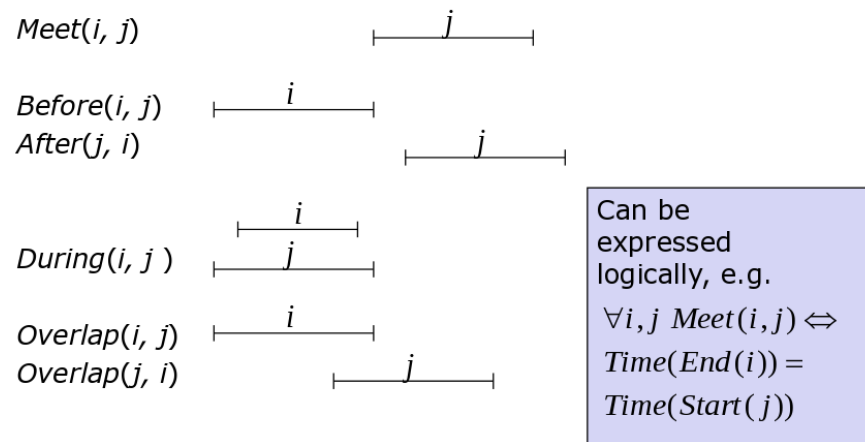 Meet(i, j)
j
Before(i, j)
i
After(j, i)
j
i
During(i, j )
j
Overlap(i, j)
i
Overlap(j, i)
j
Can be
expressed
logically, e.g.
∀i, j Meet(i, j) ⇔
Time(End(i)) =
Time(Start( j))